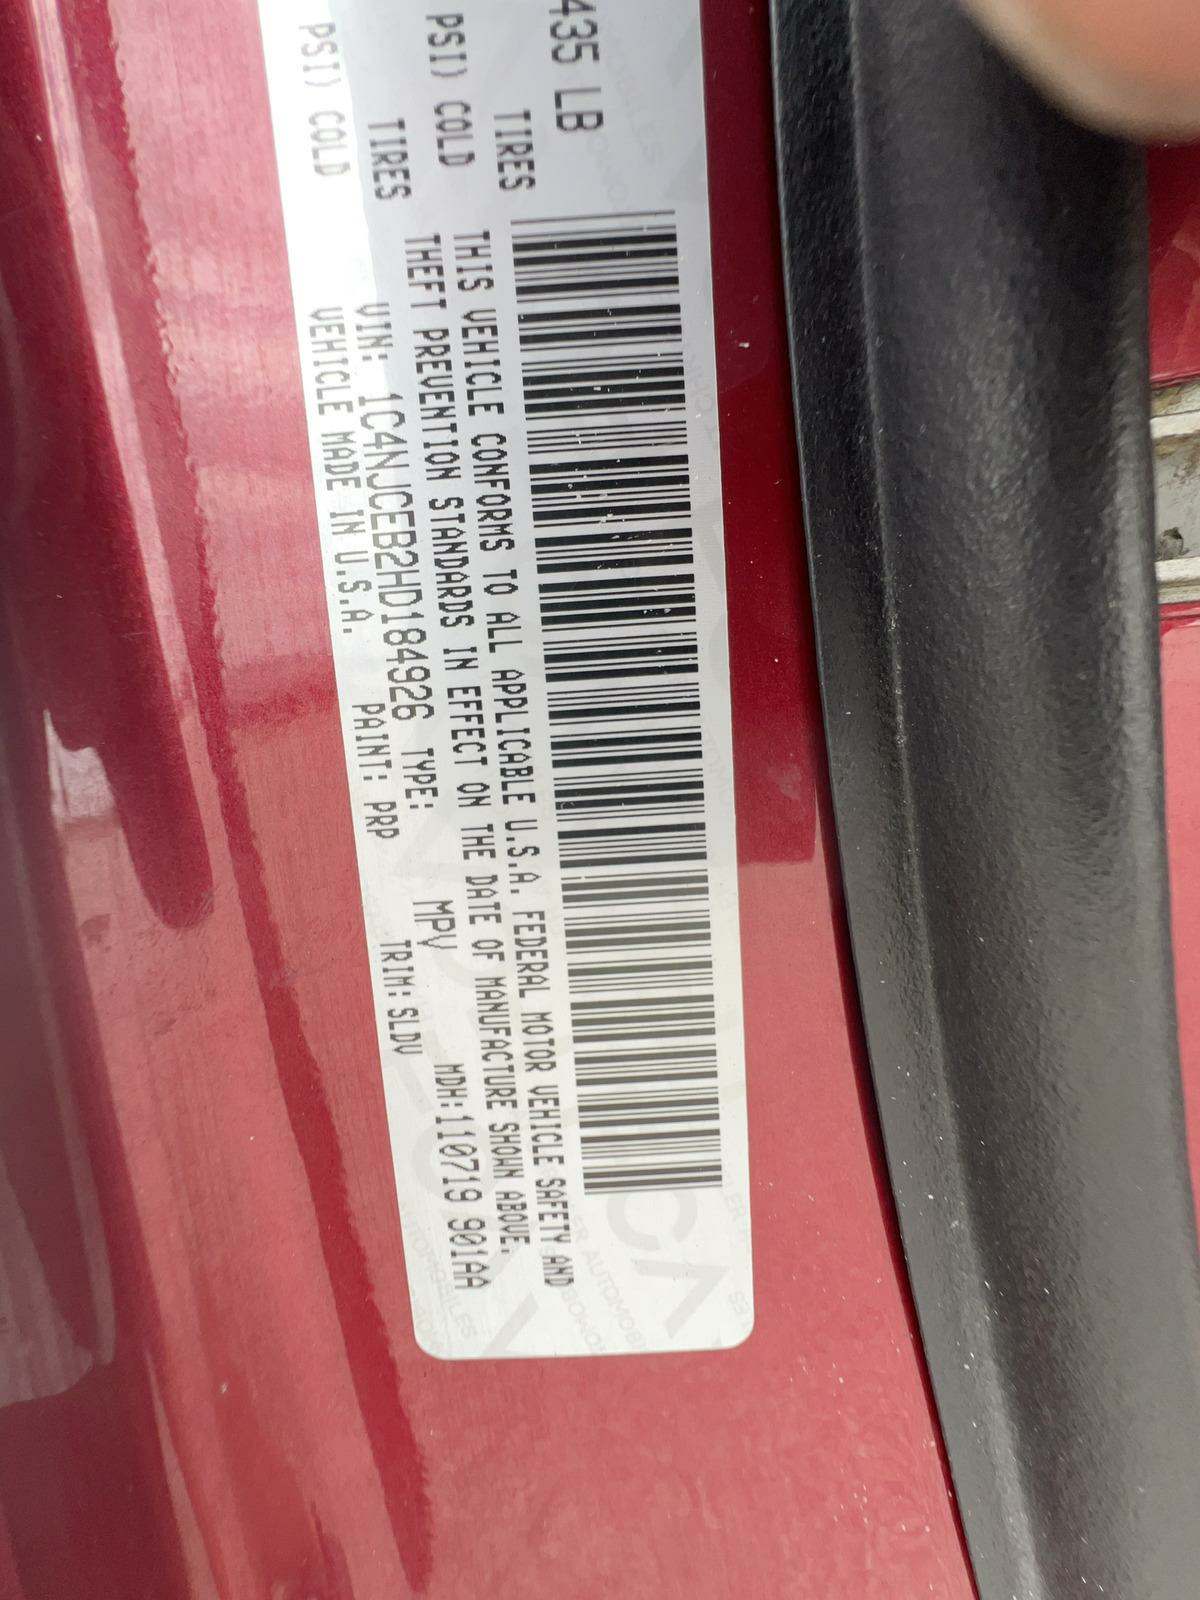 435 LB
TIRES
PSI) COLD
TIRES
PSI) COLD
THIS VEHICLE CONFORMS TO ALL APPLICABLE U.S.A. FEDERAL MOTOR VEHICLE SAFETY AND
THEFT PREVENTION STANDARDS IN EFFECT ON THE DATE OF MANUFACTURE SHOWN ABOVE.
VIN: 1C4NJCEB2HD184926 TYPE: MPV MDH:110719 901AA
VEHICLE MADE IN U.S.A. PAINT: PRP TRIM: SLDV